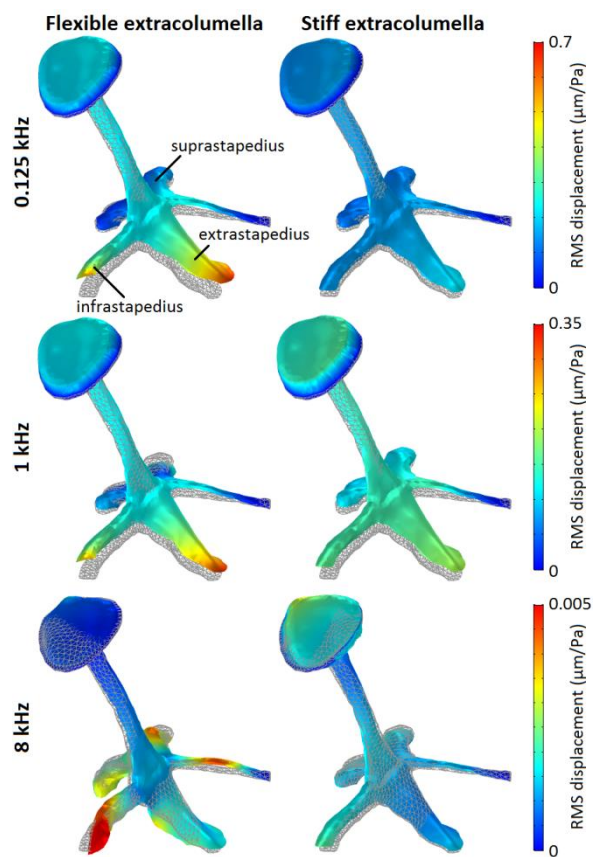 Flexible extracolumella
Stiff extracolumella
0.125 kHz
suprastapedius
extrastapedius
infrastapedius
0.7
RMS displacement (µm/Pa)
0
1 kHz
0.35
RMS displacement (µm/Pa)
0
8 kHz
0.005
RMS displacement (µm/Pa)
0